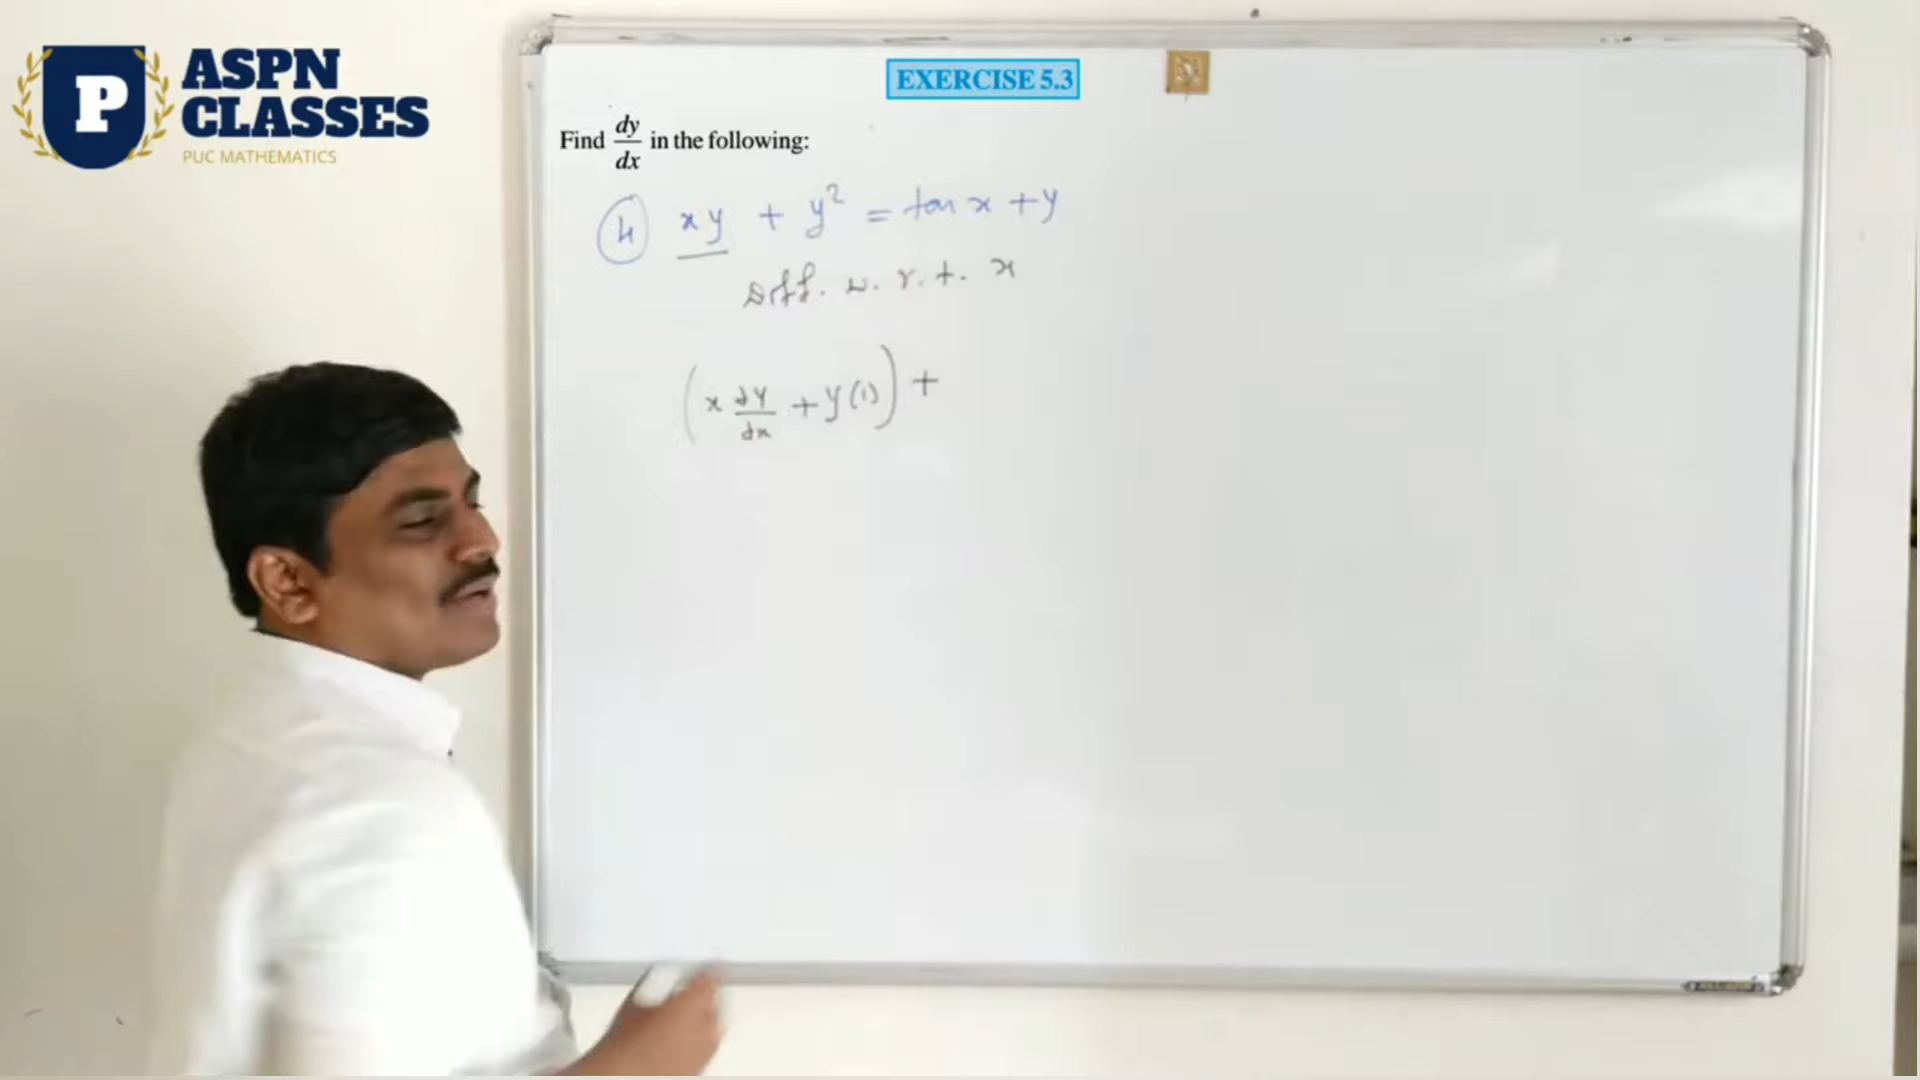 ASPN
CLASSES
PUC MATHEMATICS
EXERCISE 5.3
Find dy/dx in the following:
4 xy + y² = tan x + y
Diff. w. r. t. x
(x dy/dx + y(1)) +